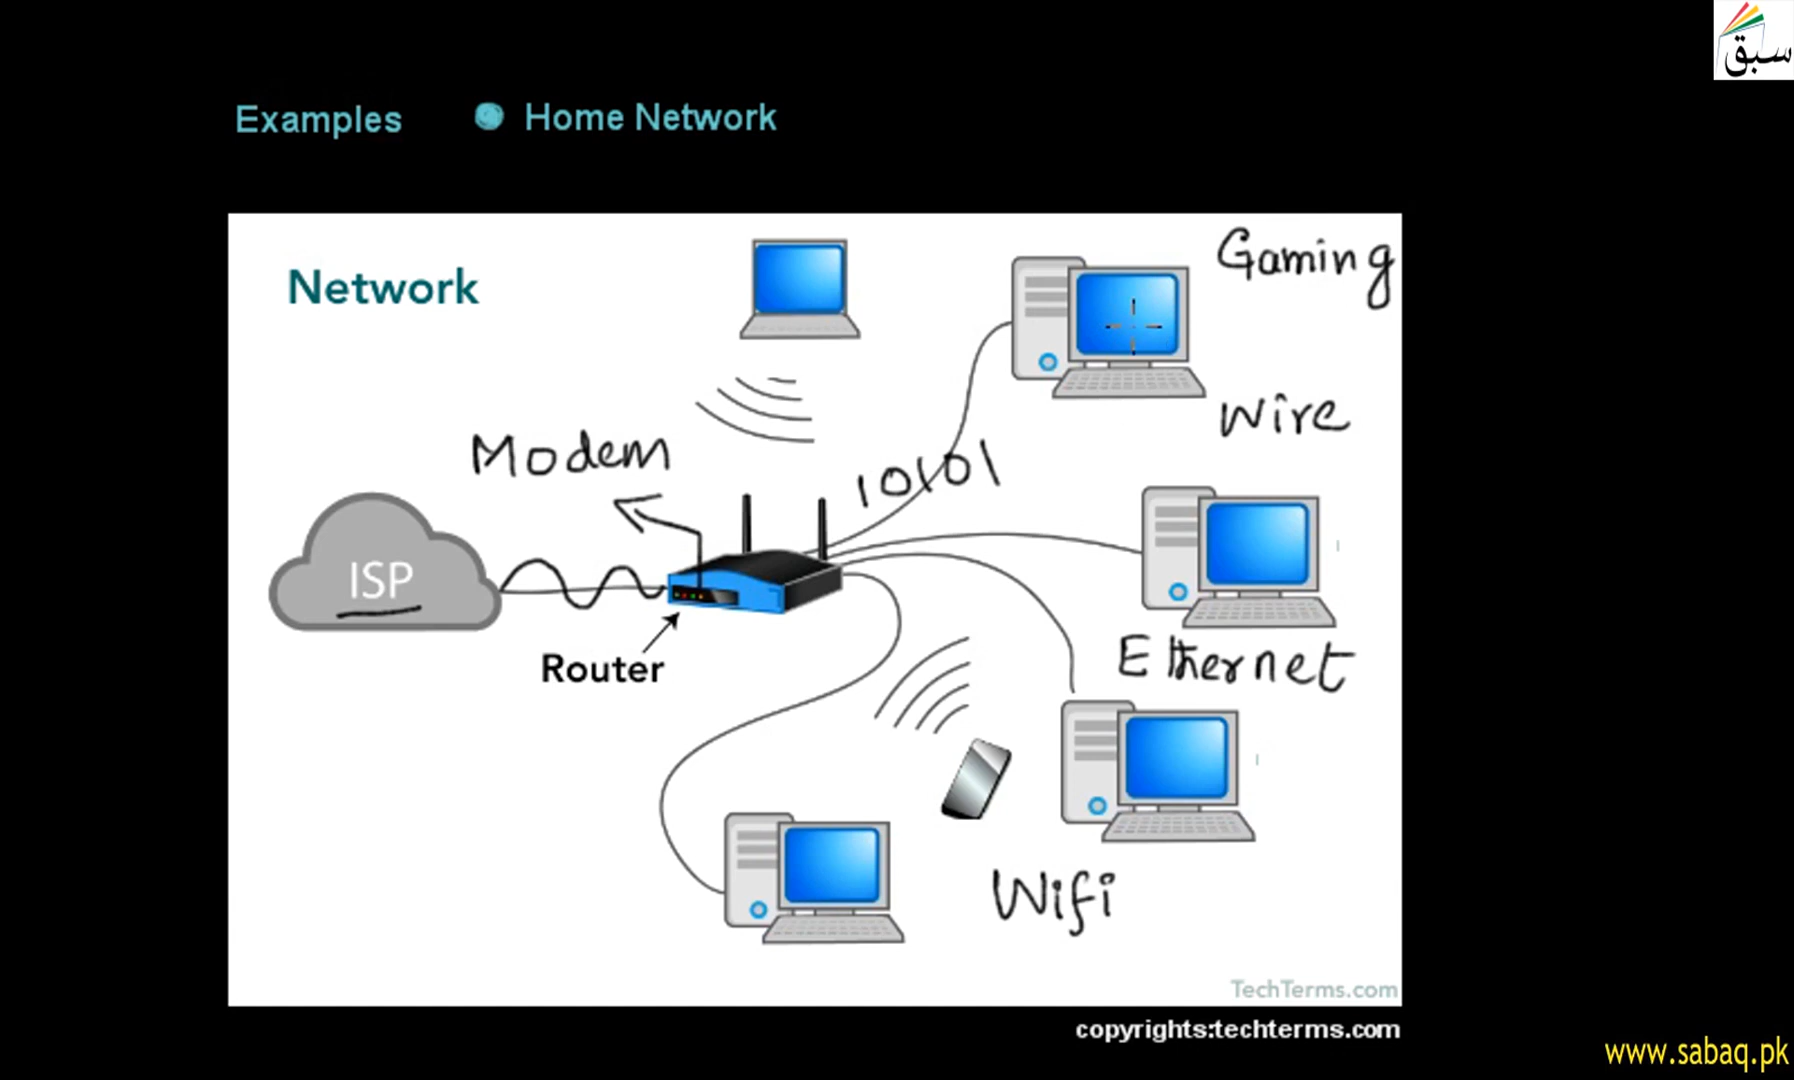 سبق
Examples Home Network
Network
Gaming
Wire
Modem
10101
ISP
Router
Ethernet
Wifi
TechTerms.com
copyrights:techterms.com
www.sabaq.pk